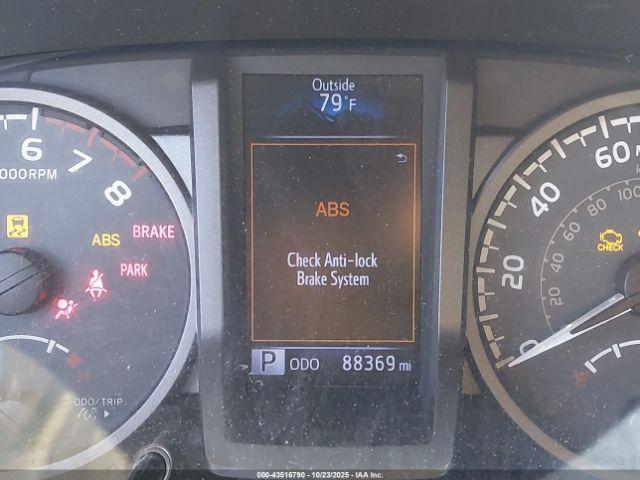 Outside
79°F
6 7 8
000RPM
ABS BRAKE
PARK
ODO/TRIP
ABS
Check Anti-lock
Brake System
P ODO 88369 mi
0 20 40 60
20 40 60 80 100
CHECK
000-43516790 - 10/23/2025 - IAA Inc.